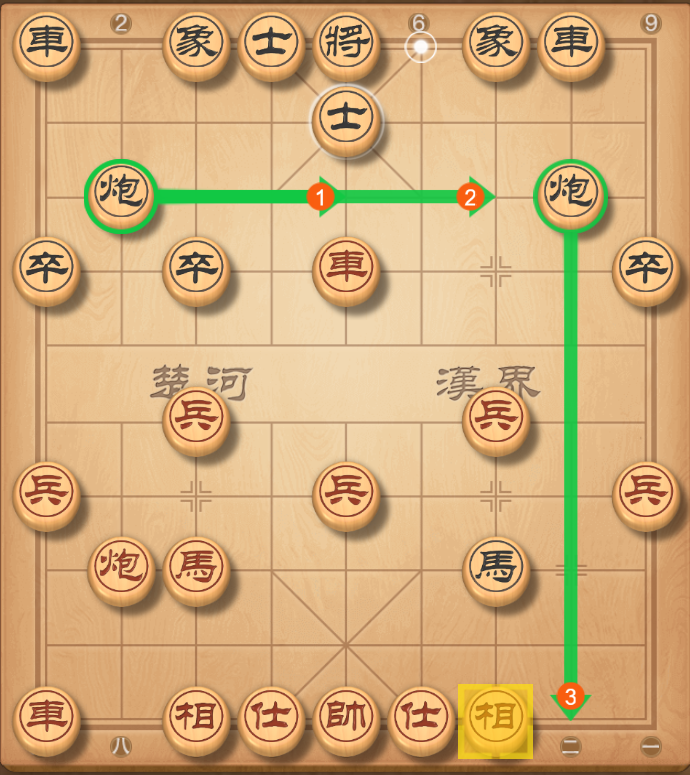 2 6 9
車 象 士 將 象 車
士
炮 1 2 炮
卒 卒 車 卒
楚河 漢界
兵 兵
兵 兵 兵
炮 馬 馬
車 相 仕 帥 仕 相 3
八 二 一